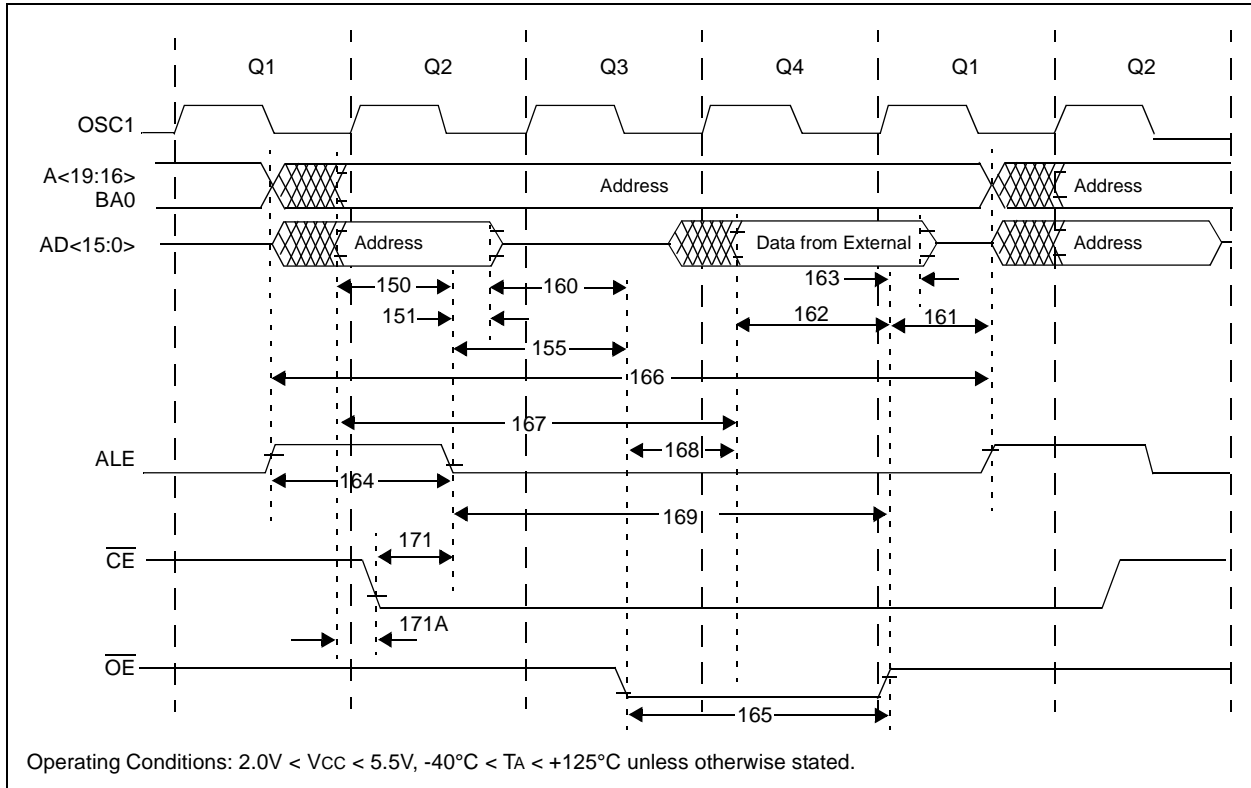 Q1 Q2 Q3 Q4 Q1 Q2
OSC1
A<19:16>
BA0
Address
Address
AD<15:0>
Address
Data from External
Address
150
160
163
151
162
161
155
166
167
168
ALE
164
169
171
CE
171A
OE
165
Operating Conditions: 2.0V < VCC < 5.5V, -40°C < TA < +125°C unless otherwise stated.